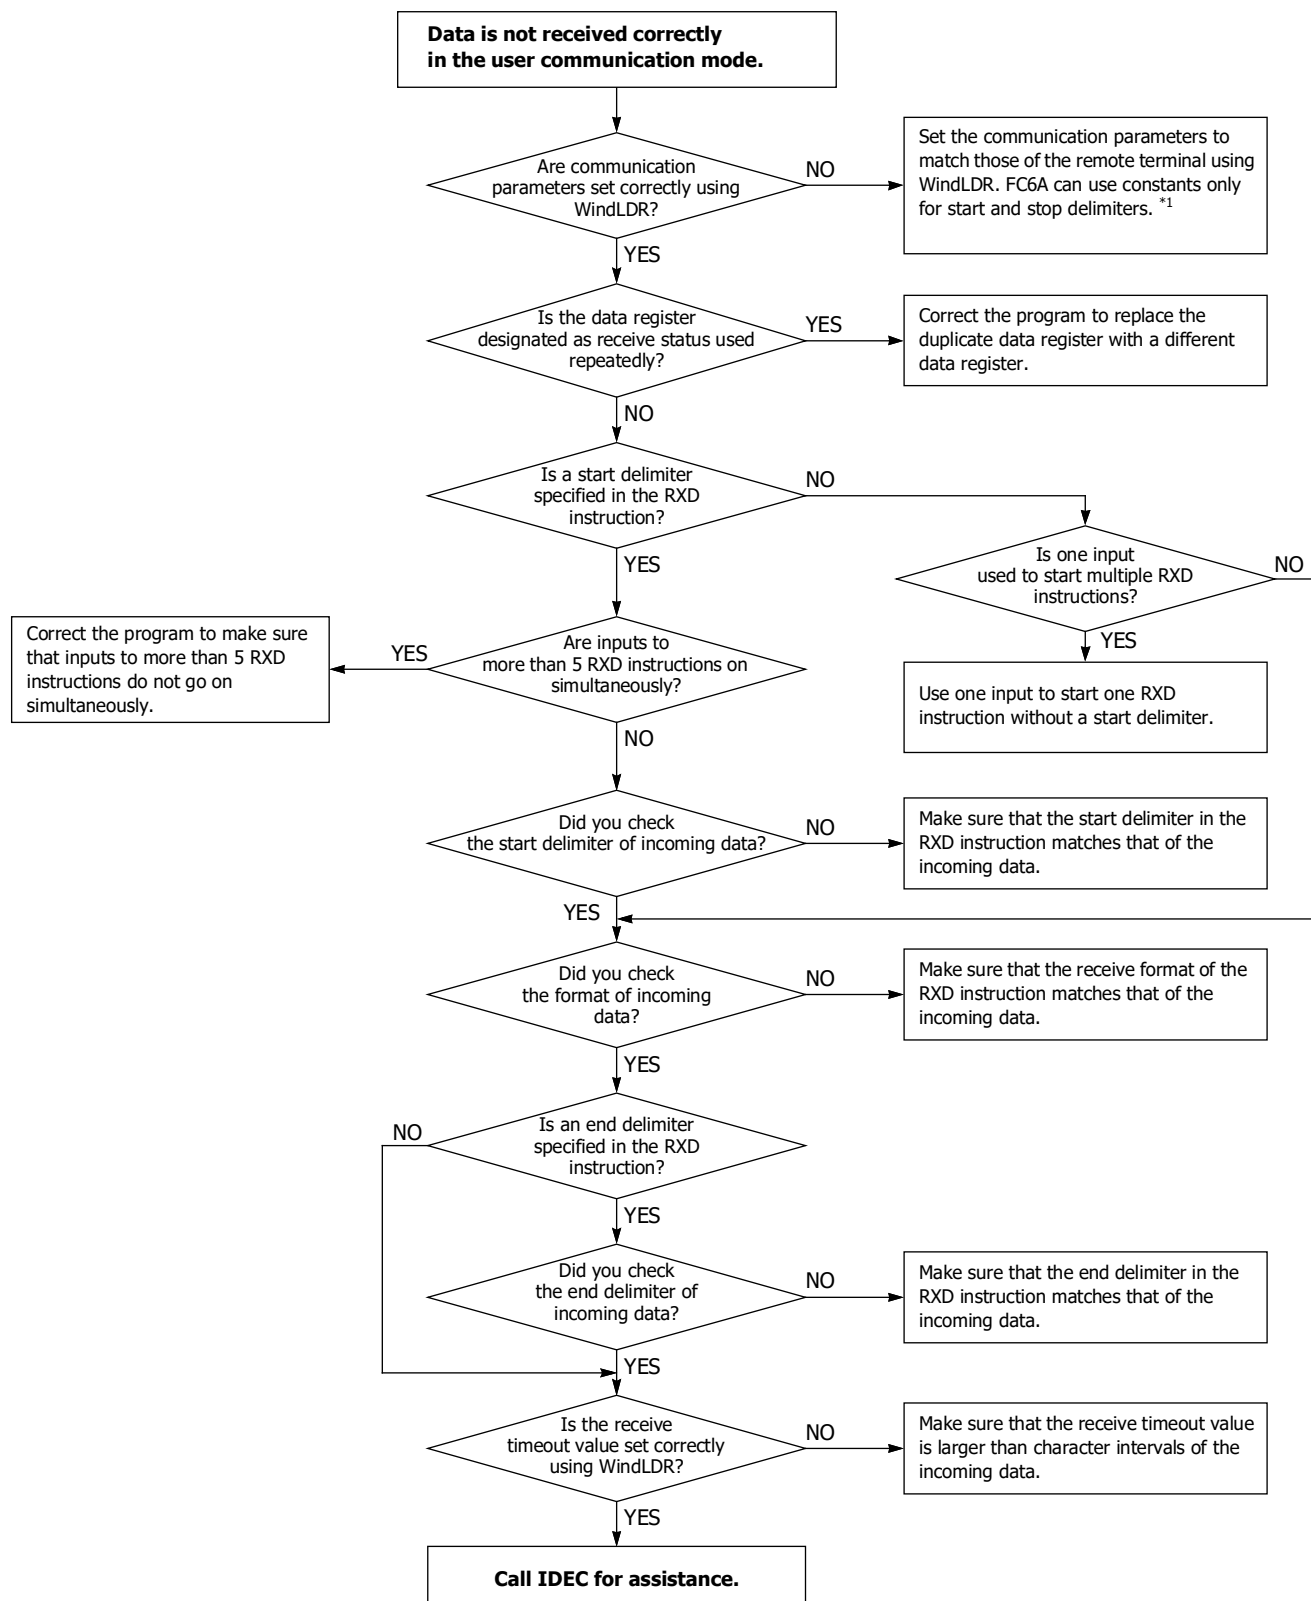 Data is not received correctly
in the user communication mode.
Are communication
parameters set correctly using
WindLDR?
NO
Set the communication parameters to
match those of the remote terminal using
WindLDR. FC6A can use constants only
for start and stop delimiters. *1
YES
Is the data register
designated as receive status used
repeatedly?
YES
Correct the program to replace the
duplicate data register with a different
data register.
NO
Is a start delimiter
specified in the RXD
instruction?
NO
Is one input
used to start multiple RXD
instructions?
NO
YES
Use one input to start one RXD
instruction without a start delimiter.
YES
Are inputs to
more than 5 RXD instructions on
simultaneously?
YES
Correct the program to make sure
that inputs to more than 5 RXD
instructions do not go on
simultaneously.
NO
Did you check
the start delimiter of incoming data?
NO
Make sure that the start delimiter in the
RXD instruction matches that of the
incoming data.
YES
Did you check
the format of incoming
data?
NO
Make sure that the receive format of the
RXD instruction matches that of the
incoming data.
YES
Is an end delimiter
specified in the RXD
instruction?
NO
YES
Did you check
the end delimiter of
incoming data?
NO
Make sure that the end delimiter in the
RXD instruction matches that of the
incoming data.
YES
Is the receive
timeout value set correctly
using WindLDR?
NO
Make sure that the receive timeout value
is larger than character intervals of the
incoming data.
YES
Call IDEC for assistance.